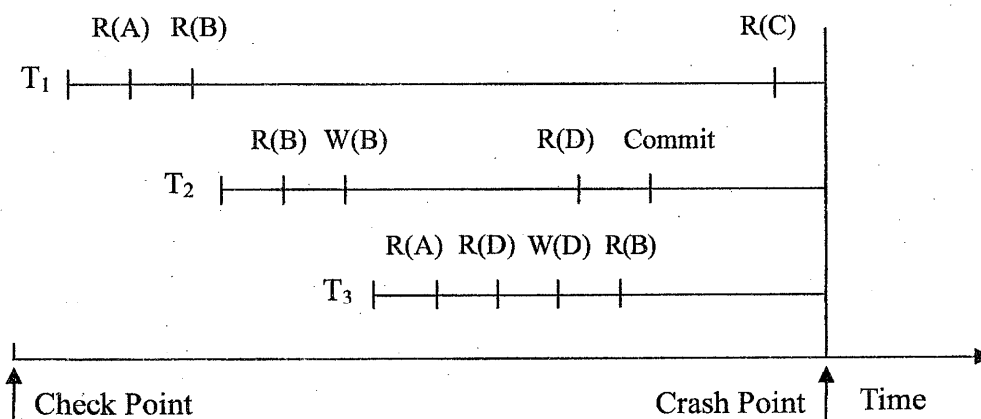 R(A) R(B) R(C)
T₁
R(B) W(B) R(D) Commit
T₂
R(A) R(D) W(D) R(B)
T₃
Check Point Crash Point Time